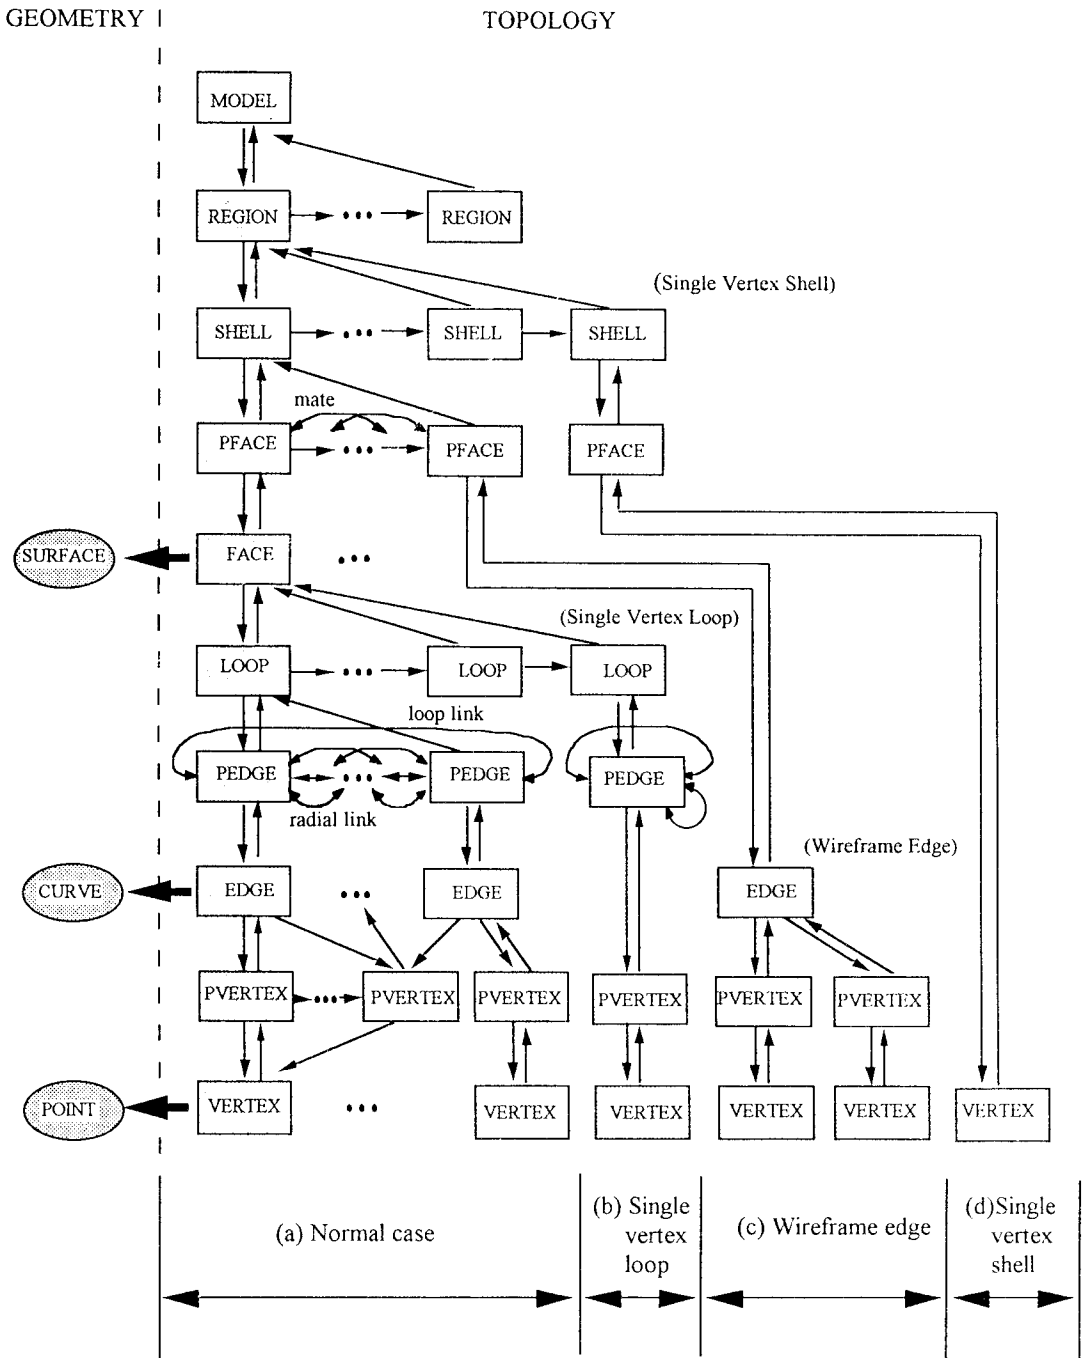 GEOMETRY
TOPOLOGY
MODEL
REGION
REGION
(Single Vertex Shell)
SHELL
SHELL
SHELL
mate
PFACE
PFACE
PFACE
SURFACE
FACE
(Single Vertex Loop)
LOOP
LOOP
LOOP
loop link
PEDGE
PEDGE
PEDGE
radial link
(Wireframe Edge)
CURVE
EDGE
EDGE
EDGE
PVERTEX
PVERTEX
PVERTEX
PVERTEX
PVERTEX
PVERTEX
POINT
VERTEX
VERTEX
VERTEX
VERTEX
VERTEX
VERTEX
(a) Normal case
(b) Single
vertex
loop
(c) Wireframe edge
(d)Single
vertex
shell